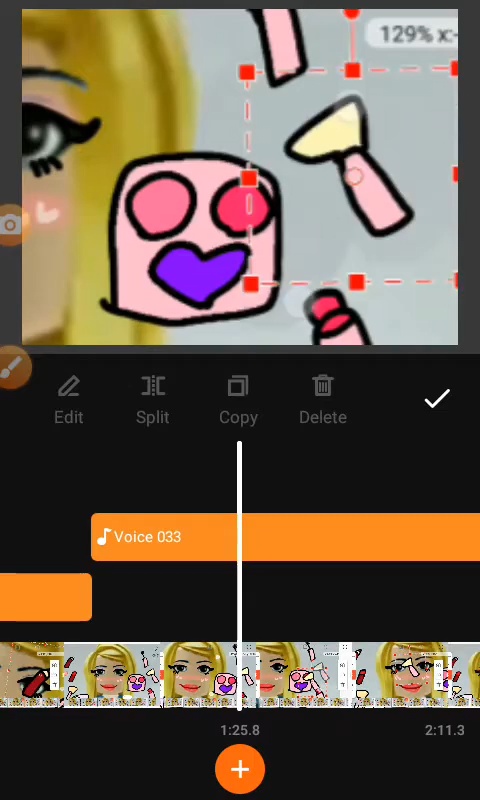 129% x:-
Edit
Split
Copy
Delete
Voice 033
1:25.8
2:11.3